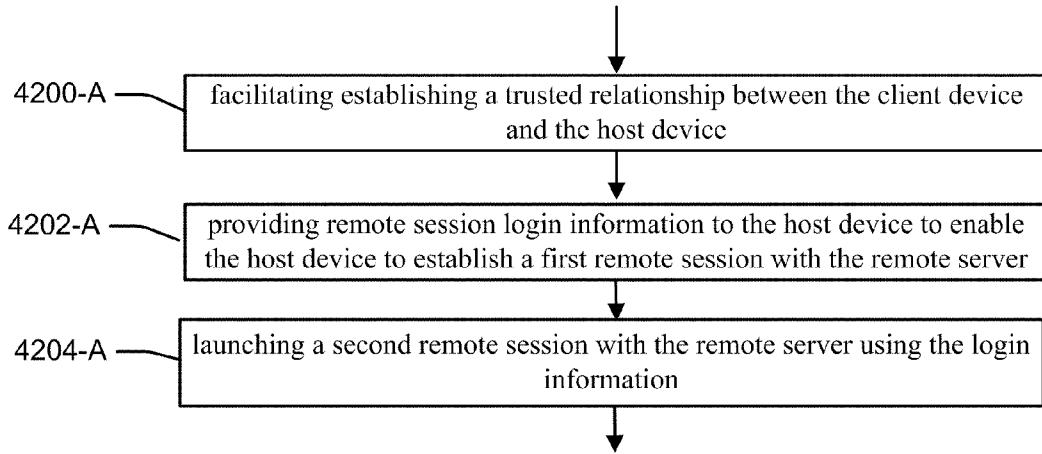 4200-A
facilitating establishing a trusted relationship between the client device
and the host device
4202-A
providing remote session login information to the host device to enable
the host device to establish a first remote session with the remote server
4204-A
launching a second remote session with the remote server using the login
information